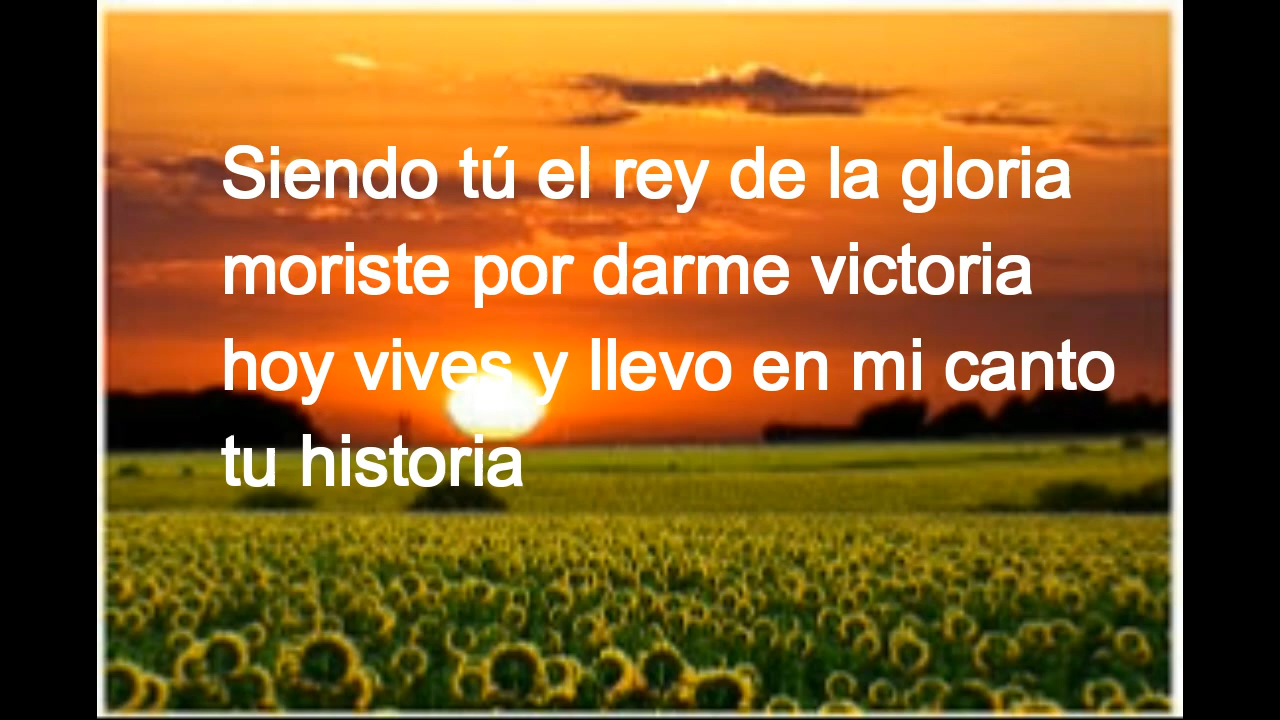 Siendo tú el rey de la gloria
moriste por darme victoria
hoy vives y llevo en mi canto
tu historia